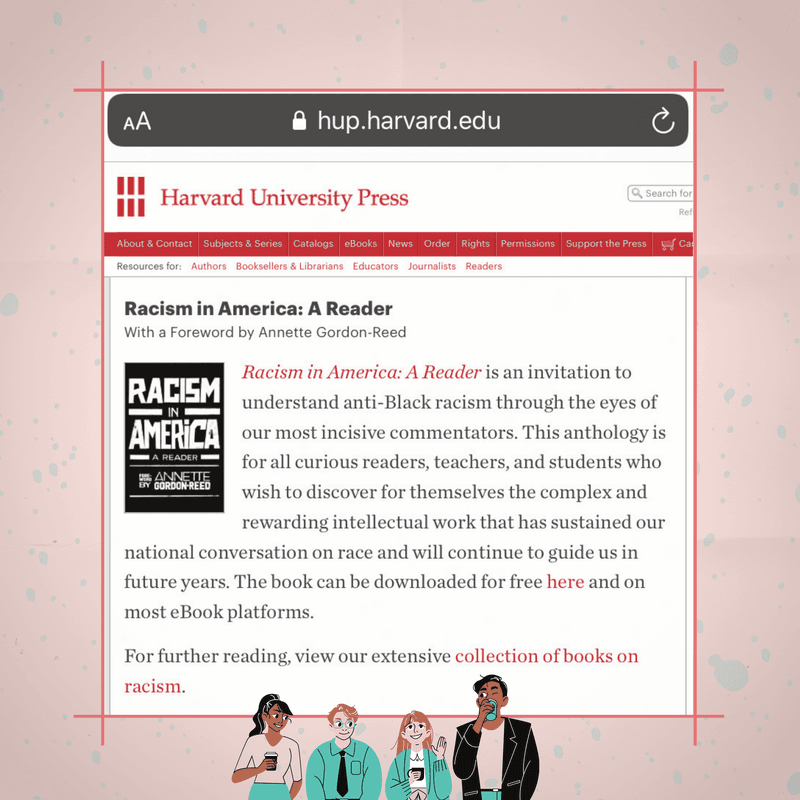 AA hup.harvard.edu
Harvard University Press
Search for
Ref
About & Contact Subjects & Series Catalogs eBooks News Order Rights Permissions Support the Press Car
Resources for: Authors Booksellers & Librarians Educators Journalists Readers
Racism in America: A Reader
With a Foreword by Annette Gordon-Reed
RACISM
IN
AMERICA
A READER
FORE-
WORD
BY
ANNETTE
GORDON-REED
Racism in America: A Reader is an invitation to
understand anti-Black racism through the eyes of
our most incisive commentators. This anthology is
for all curious readers, teachers, and students who
wish to discover for themselves the complex and
rewarding intellectual work that has sustained our
national conversation on race and will continue to guide us in
future years. The book can be downloaded for free here and on
most eBook platforms.
For further reading, view our extensive collection of books on
racism.